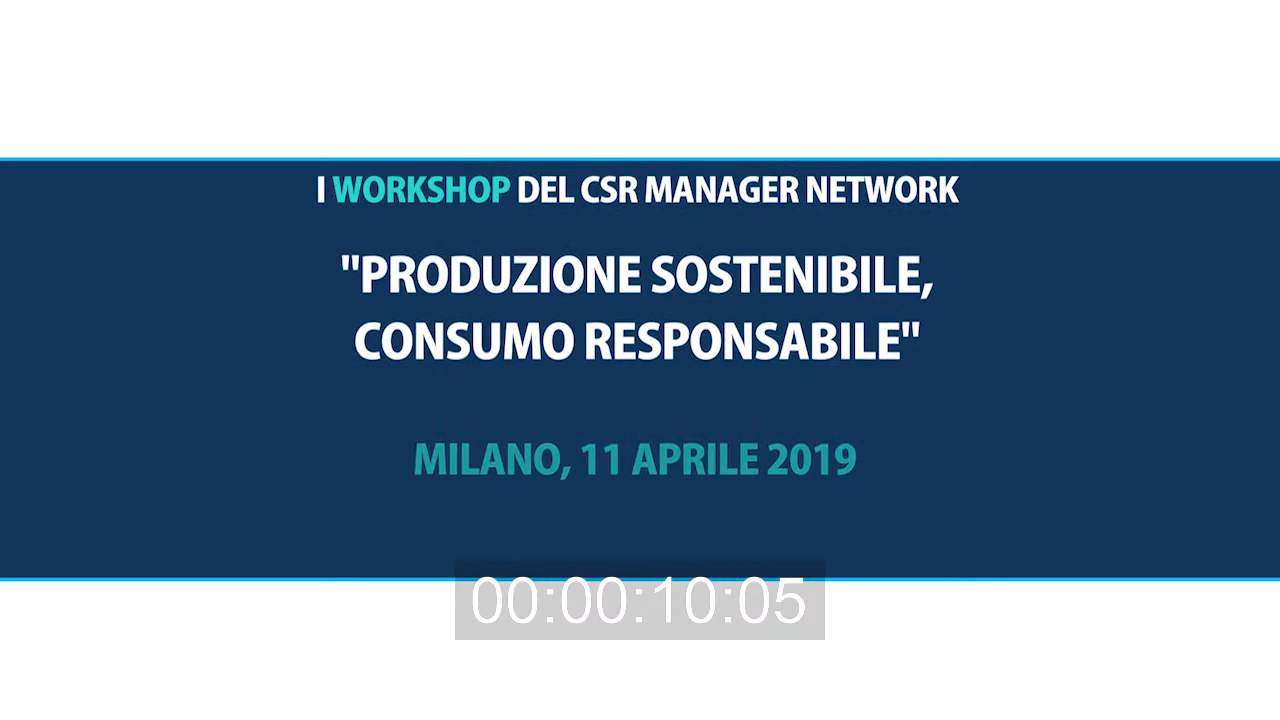 I WORKSHOP DEL CSR MANAGER NETWORK
"PRODUZIONE SOSTENIBILE,
CONSUMO RESPONSABILE"
MILANO, 11 APRILE 2019
00:00:10:05